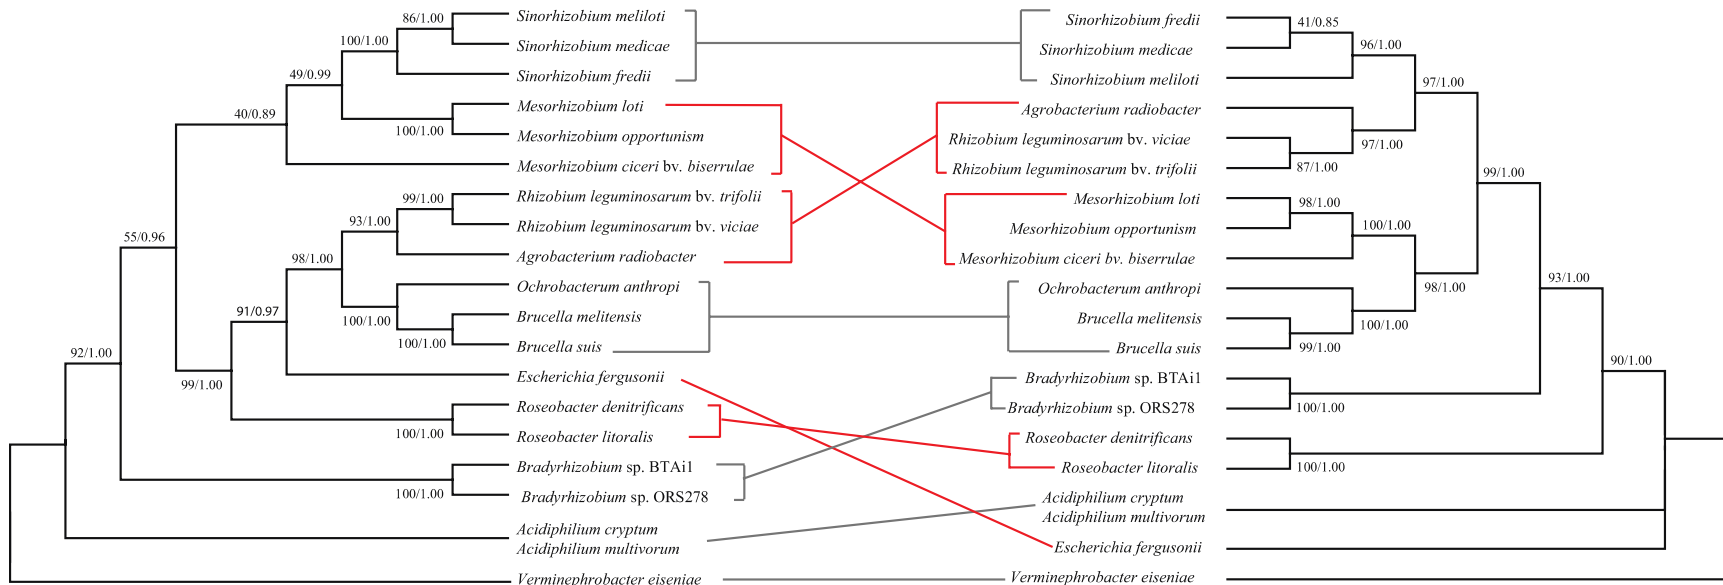 86/1.00
Sinorhizobium meliloti
100/1.00
Sinorhizobium medicae
49/0.99
Sinorhizobium fredii
40/0.89
Mesorhizobium loti
100/1.00
Mesorhizobium opportunism
Mesorhizobium ciceri bv. biserrulae
99/1.00
Rhizobium leguminosarum bv. trifolii
93/1.00
Rhizobium leguminosarum bv. viciae
55/0.96
98/1.00
Agrobacterium radiobacter
Ochrobacterum anthropi
91/0.97
100/1.00
Brucella melitensis
100/1.00
Brucella suis
92/1.00
99/1.00
Escherichia fergusonii
Roseobacter denitrificans
100/1.00
Roseobacter litoralis
Bradyrhizobium sp. BTAi1
100/1.00
Bradyrhizobium sp. ORS278
Acidiphilium cryptum
Acidiphilium multivorum
Verminephrobacter eiseniae
Sinorhizobium fredii
41/0.85
Sinorhizobium medicae
96/1.00
Sinorhizobium meliloti
97/1.00
Agrobacterium radiobacter
Rhizobium leguminosarum bv. viciae
97/1.00
Rhizobium leguminosarum bv. trifolii
87/1.00
99/1.00
Mesorhizobium loti
98/1.00
Mesorhizobium opportunism
100/1.00
Mesorhizobium ciceri bv. biserrulae
93/1.00
Ochrobacterum anthropi
98/1.00
Brucella melitensis
100/1.00
Brucella suis
99/1.00
90/1.00
Bradyrhizobium sp. BTAi1
Bradyrhizobium sp. ORS278
100/1.00
Roseobacter denitrificans
Roseobacter litoralis
100/1.00
Acidiphilium cryptum
Acidiphilium multivorum
Escherichia fergusonii
Verminephrobacter eiseniae